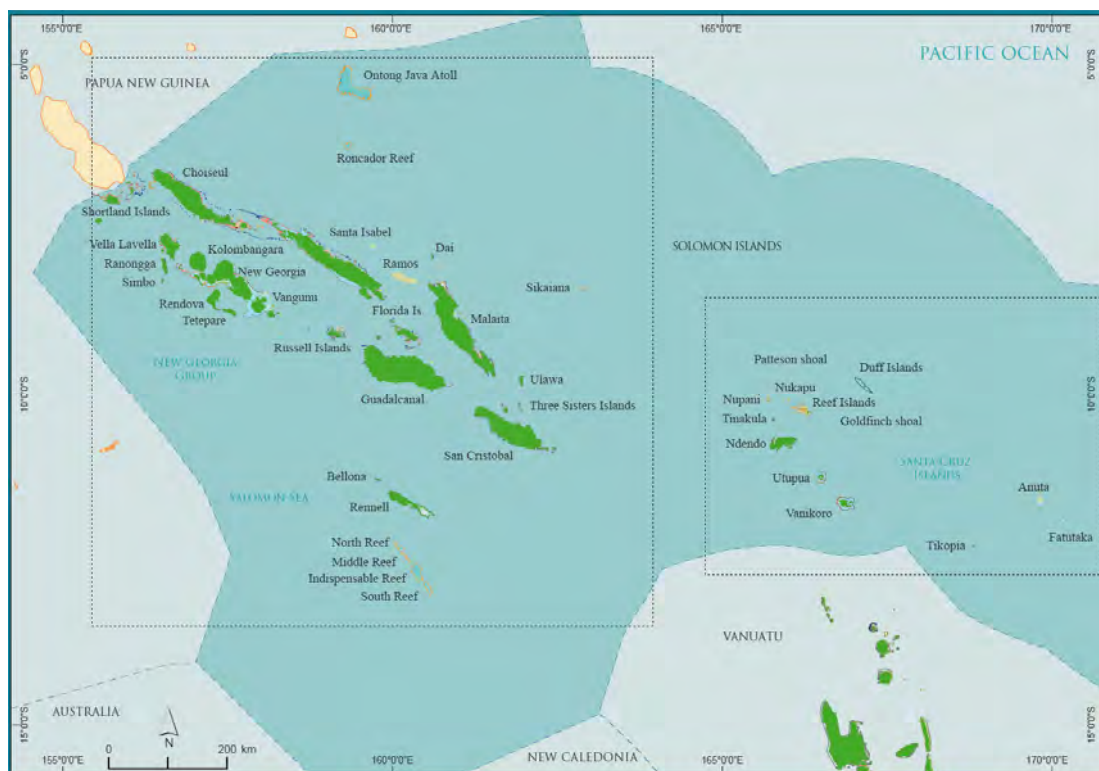 155°0'0"E
160°0'0"E
165°0'0"E
170°0'0"E
PACIFIC OCEAN
5°0'0"S
5°0'0"S
PAPUA NEW GUINEA
Ontong Java Atoll
Roncador Reef
Choiseul
Shortland Islands
Santa Isabel
Vella Lavella
Kolombangara
Dai
SOLOMON ISLANDS
Ranongga
New Georgia
Ramos
Simbo
Sikaiana
Rendova
Vangunu
Florida Is
Malaita
Tetepare
Russell Islands
NEW GEORGIA
GROUP
Patteson shoal
Duff Islands
Ulawa
Nukapu
10°0'0"S
Guadalcanal
Three Sisters Islands
Nupani
Reef Islands
10°0'0"S
Tinakula
Goldfinch shoal
San Cristobal
Ndendo
SANTA CRUZ
ISLANDS
Bellona
Utupua
Anuta
SALOMON SEA
Rennell
Vanikoro
North Reef
Tikopia
Fatutaka
Middle Reef
Indispensable Reef
South Reef
VANUATU
AUSTRALIA
N
0
200 km
15°0'0"S
15°0'0"S
NEW CALEDONIA
155°0'0"E
160°0'0"E
165°0'0"E
170°0'0"E